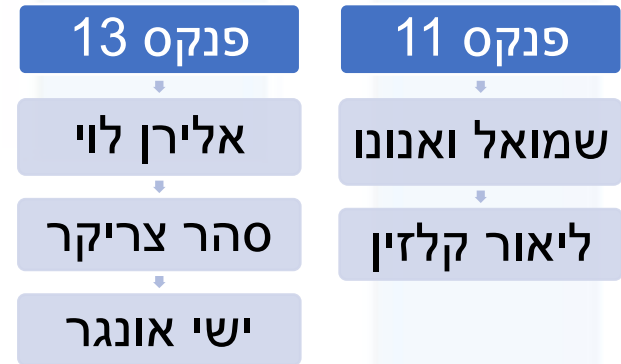 פנקס 11
שמואל ואנונו
ליאור קלזין
פנקס 13
אלירן לוי
סהר צריקר
ישי אונגר